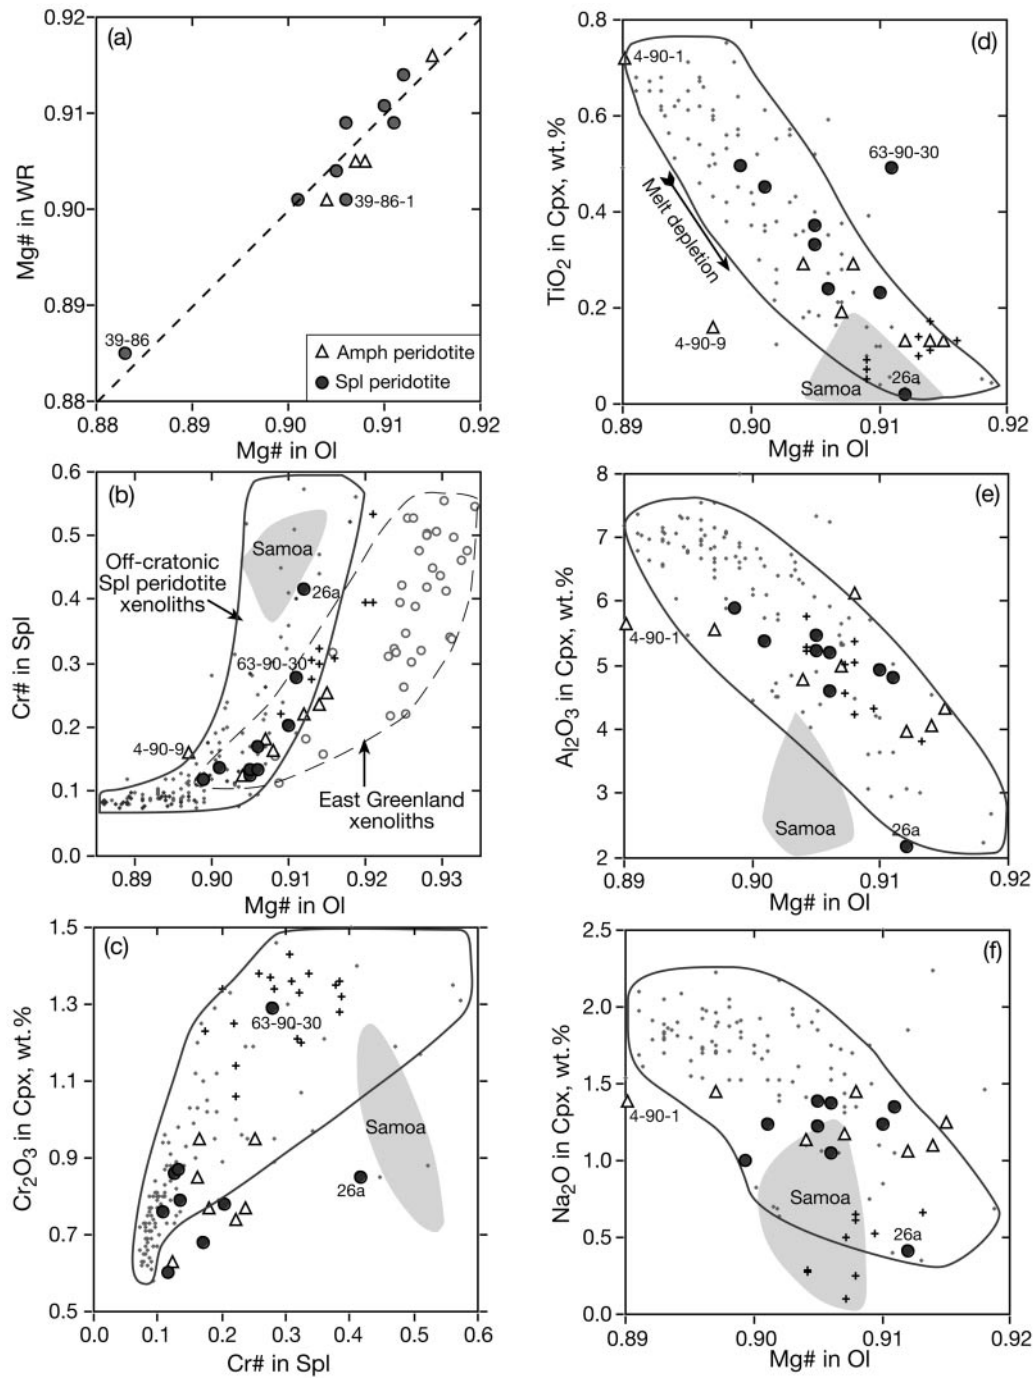 (a)
0.92
0.91
0.90
0.89
0.88
Mg# in WR
39-86-1
39-86
Amph peridotite
Spl peridotite
0.88
0.89
0.90
0.91
0.92
Mg# in Ol
(b)
0.6
0.5
0.4
0.3
0.2
0.1
0.0
Cr# in Spl
Samoa
Off-cratonic
Spl peridotite
xenoliths
26a
63-90-30
4-90-9
East Greenland
xenoliths
0.89
0.90
0.91
0.92
0.93
Mg# in Ol
(c)
1.5
1.3
1.1
0.9
0.7
0.5
Cr2O3 in Cpx, wt.%
63-90-30
Samoa
26a
0.0
0.1
0.2
0.3
0.4
0.5
0.6
Cr# in Spl
(d)
0.8
0.6
0.4
0.2
0
TiO2 in Cpx, wt.%
4-90-1
63-90-30
Melt depletion
4-90-9
Samoa
26a
0.89
0.90
0.91
0.92
Mg# in Ol
(e)
8
7
6
5
4
3
2
Al2O3 in Cpx, wt.%
4-90-1
Samoa
26a
0.89
0.90
0.91
0.92
Mg# in Ol
(f)
2.5
2.0
1.5
1.0
0.5
0.0
Na2O in Cpx, wt.%
4-90-1
Samoa
26a
0.89
0.90
0.91
0.92
Mg# in Ol